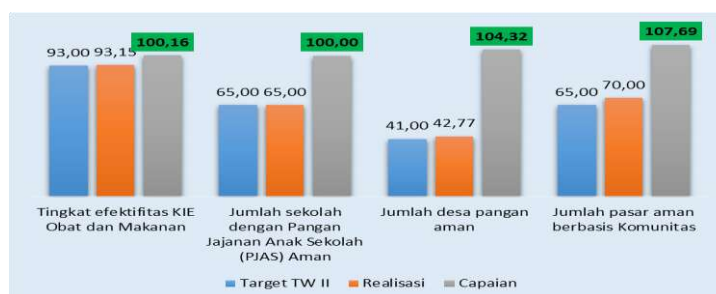 93,00 93,15 100,16
65,00 65,00 100,00
41,00 42,77 104,32
65,00 70,00 107,69
Tingkat efektifitas KIE
Obat dan Makanan
Jumlah sekolah
dengan Pangan
Jajanan Anak Sekolah
(PJAS) Aman
Jumlah desa pangan
aman
Jumlah pasar aman
berbasis Komunitas
Target TW II Realisasi Capaian